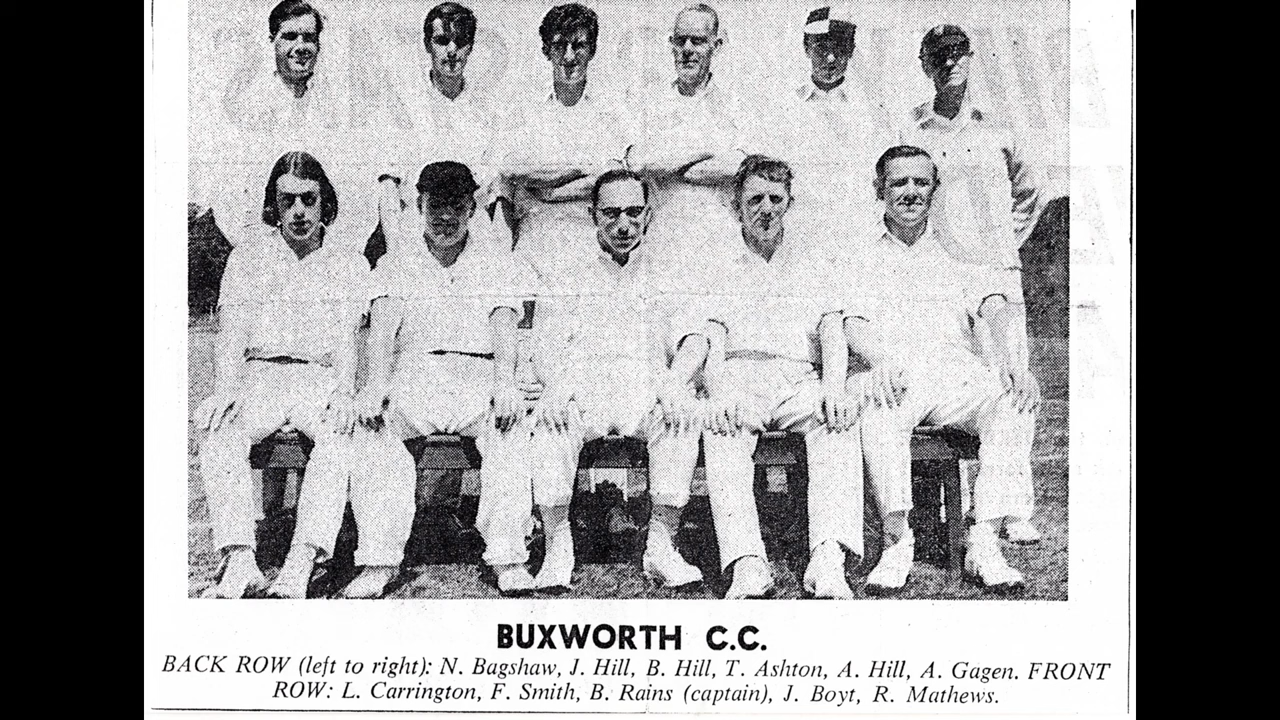 BUXWORTH C.C.
BACK ROW (left to right): N. Bagshaw, J. Hill, B. Hill, T. Ashton, A. Hill, A. Gagen. FRONT
ROW: L. Carrington, F. Smith, B. Rains (captain), J. Boyt, R. Mathews.